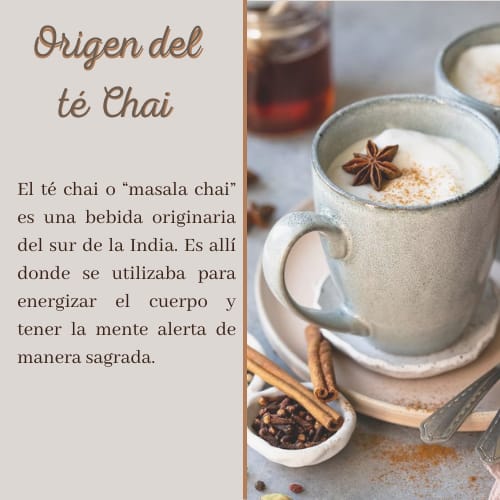 Origen del
té Chai
El té chai o “masala chai”
es una bebida originaria
del sur de la India. Es allí
donde se utilizaba para
energizar el cuerpo y
tener la mente alerta de
manera sagrada.